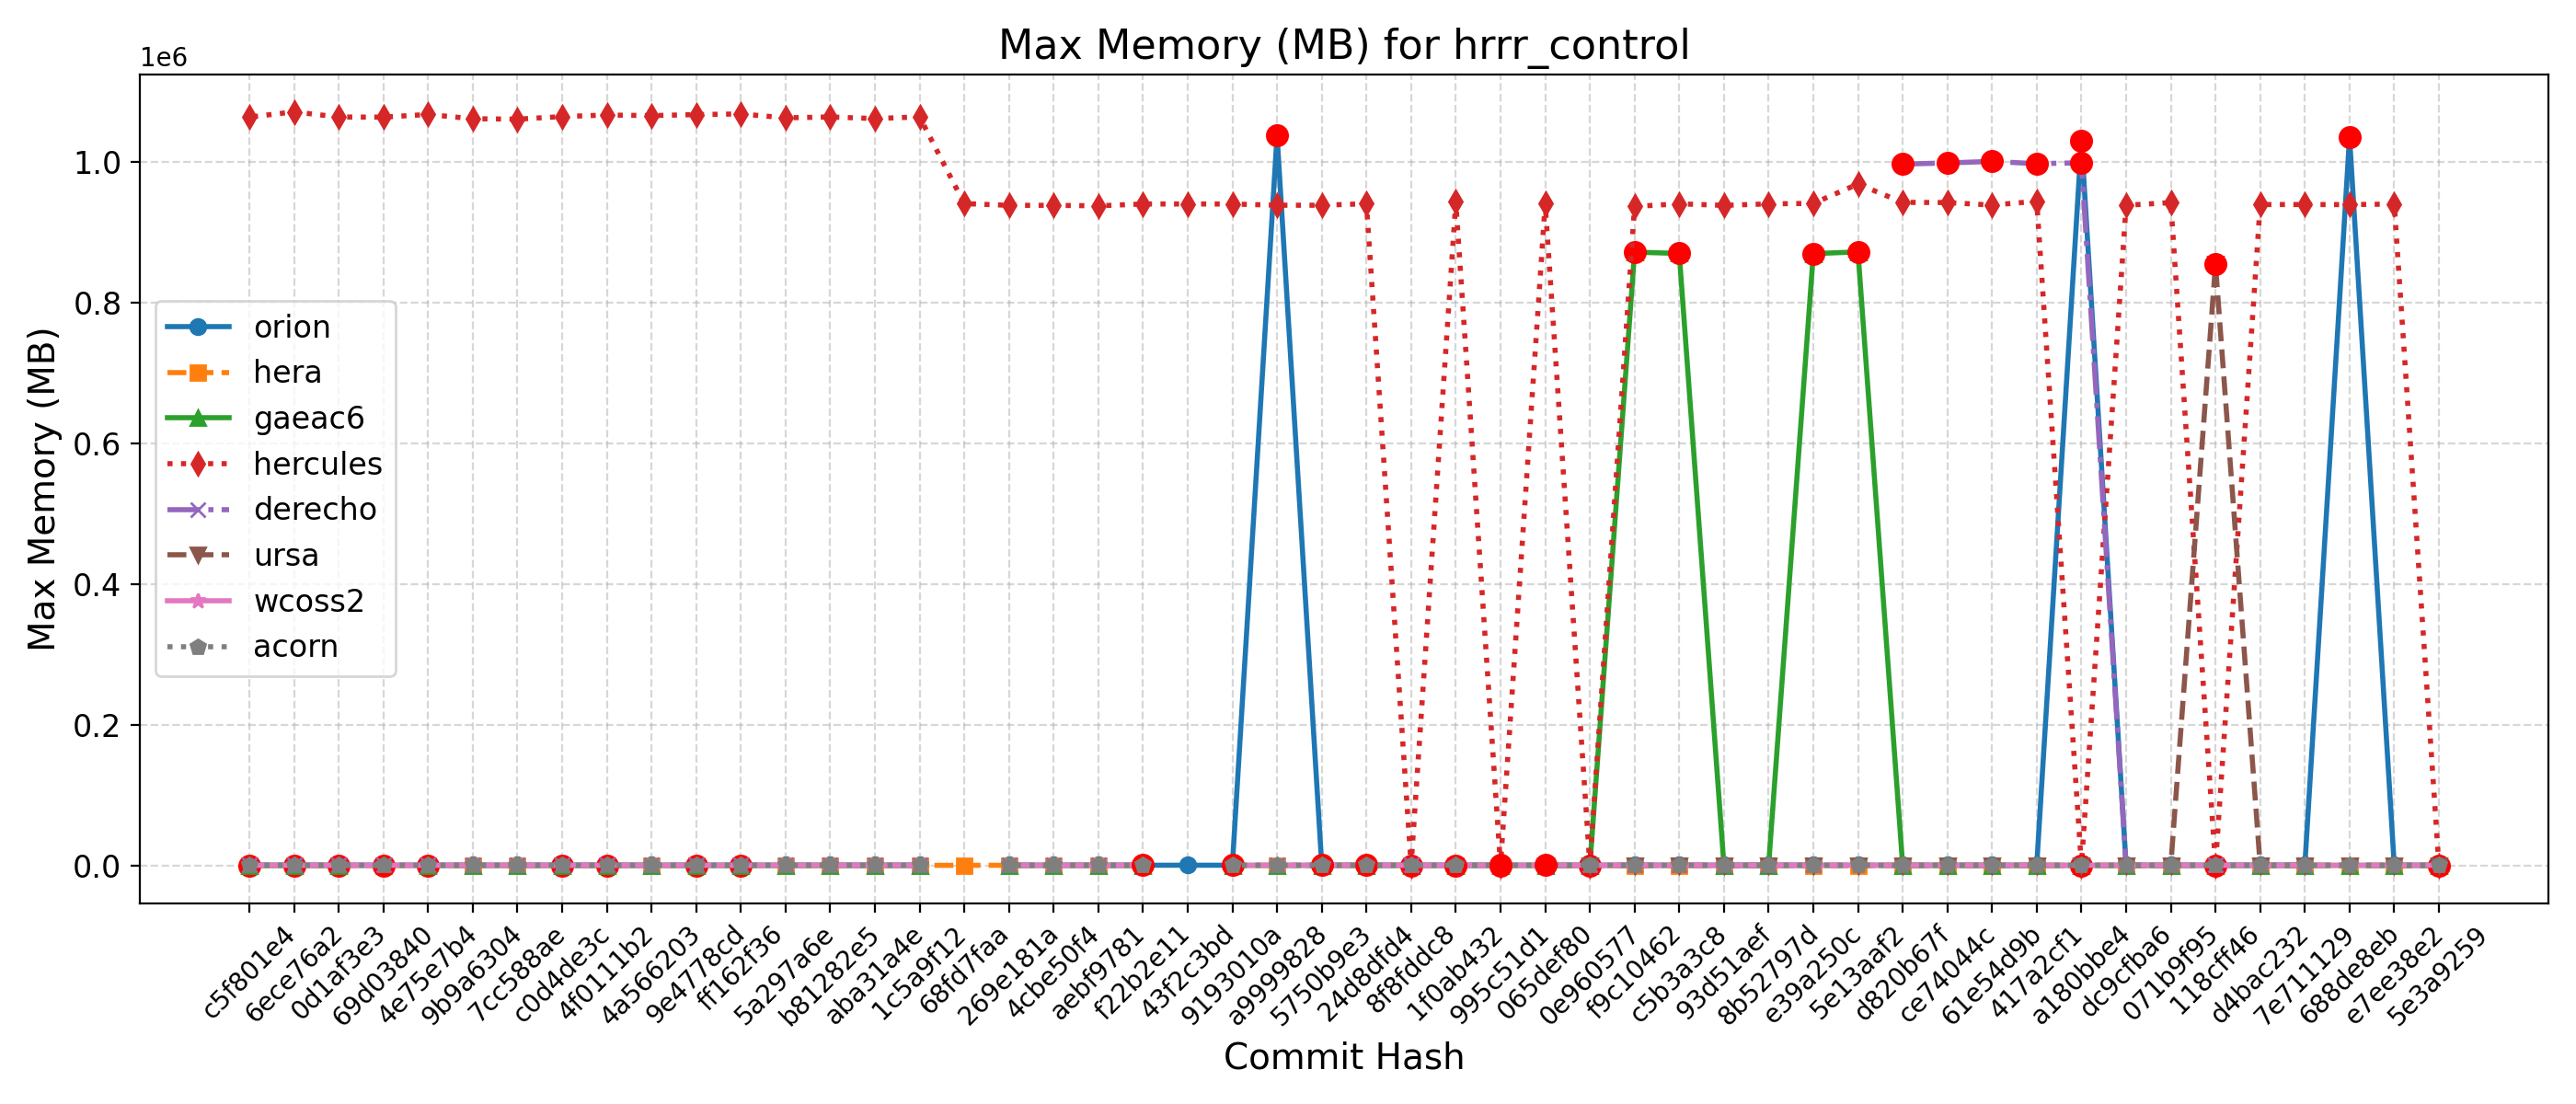 Max Memory (MB) for hrrr_control
1e6
Max Memory (MB)
1.0
0.8
0.6
0.4
0.2
0.0
orion
hera
gaeac6
hercules
derecho
ursa
wcoss2
acorn
c5f801e4
6ece76a2
0d1af3e3
69d03840
4e75e7b4
9b9a6304
7cc588ae
c0d4de3c
4f0111b2
4a566203
9e4778cd
ff162f36
5a297a6e
b81282e5
aba31a4e
1c5a9f12
68fd7faa
269e181a
4cbe50f4
aebf9781
f22b2e11
43f2c3bd
9193010a
a9999828
5750b9e3
24d8dfd4
8f8fddc8
1f0ab432
995c51d1
065def80
0e960577
f9c10462
c5b3a3c8
93d51aef
8b52797d
e39a250c
5e13aaf2
d820b67f
ce74044c
61e54d9b
417a2cf1
a180bbe4
dc9cfba6
071b9f95
118cff46
d4bac232
7e711129
688de8eb
e7ee38e2
5e3a9259
Commit Hash